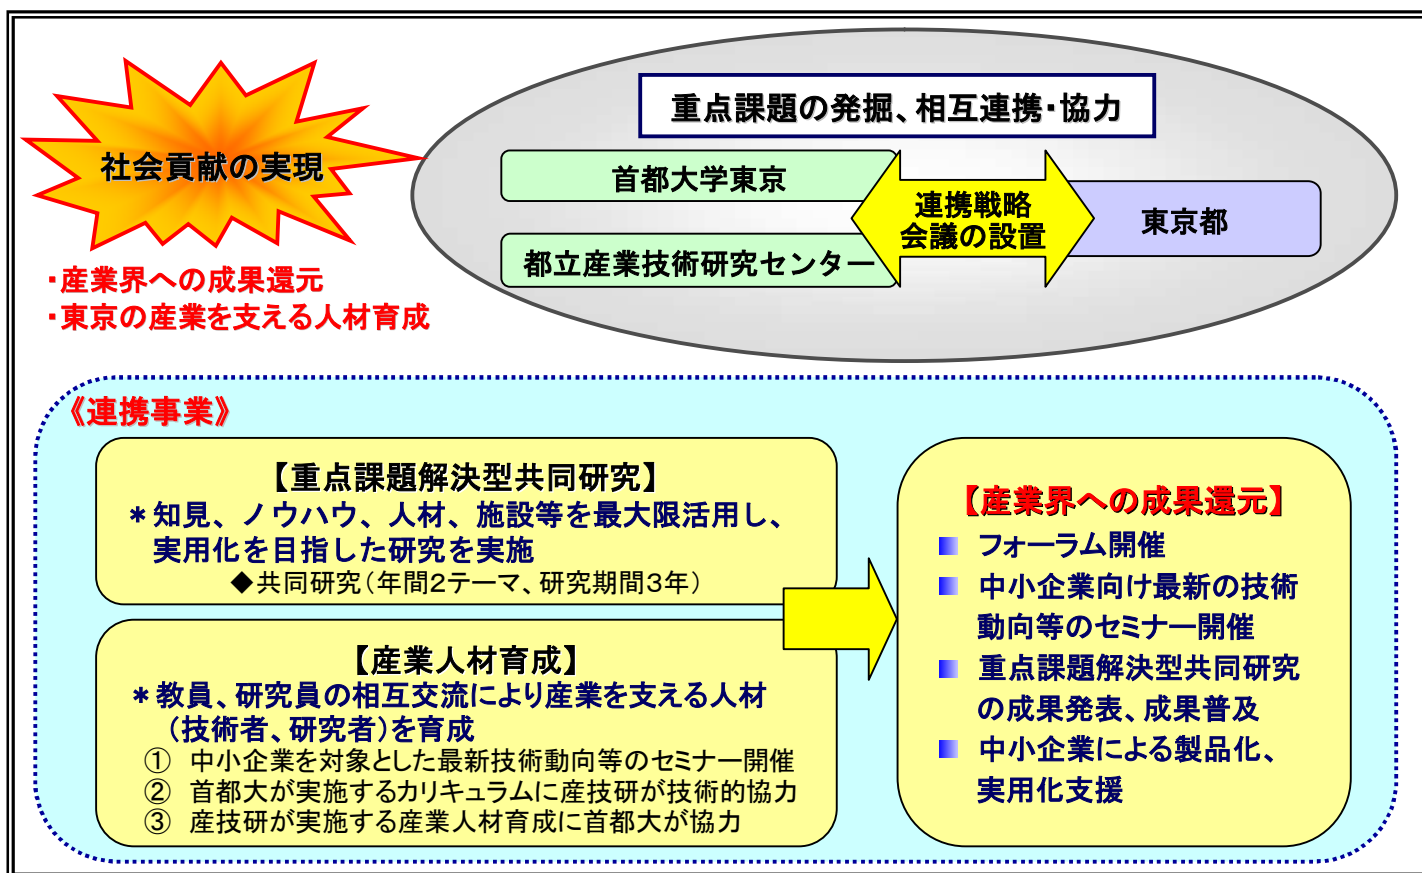 重点課題の発掘、相互連携・協力
社会貢献の実現
首都大学東京
都立産業技術研究センター
連携戦略
会議の設置
東京都
・産業界への成果還元
・東京の産業を支える人材育成
《連携事業》
【重点課題解決型共同研究】
＊知見、ノウハウ、人材、施設等を最大限活用し、
実用化を目指した研究を実施
◆共同研究（年間２テーマ、研究期間３年）
【産業人材育成】
＊教員、研究員の相互交流により産業を支える人材
（技術者、研究者）を育成
① 中小企業を対象とした最新技術動向等のセミナー開催
② 首都大が実施するカリキュラムに産技研が技術的協力
③ 産技研が実施する産業人材育成に首都大が協力
【産業界への成果還元】
■ フォーラム開催
■ 中小企業向け最新の技術
動向等のセミナー開催
■ 重点課題解決型共同研究
の成果発表、成果普及
■ 中小企業による製品化、
実用化支援